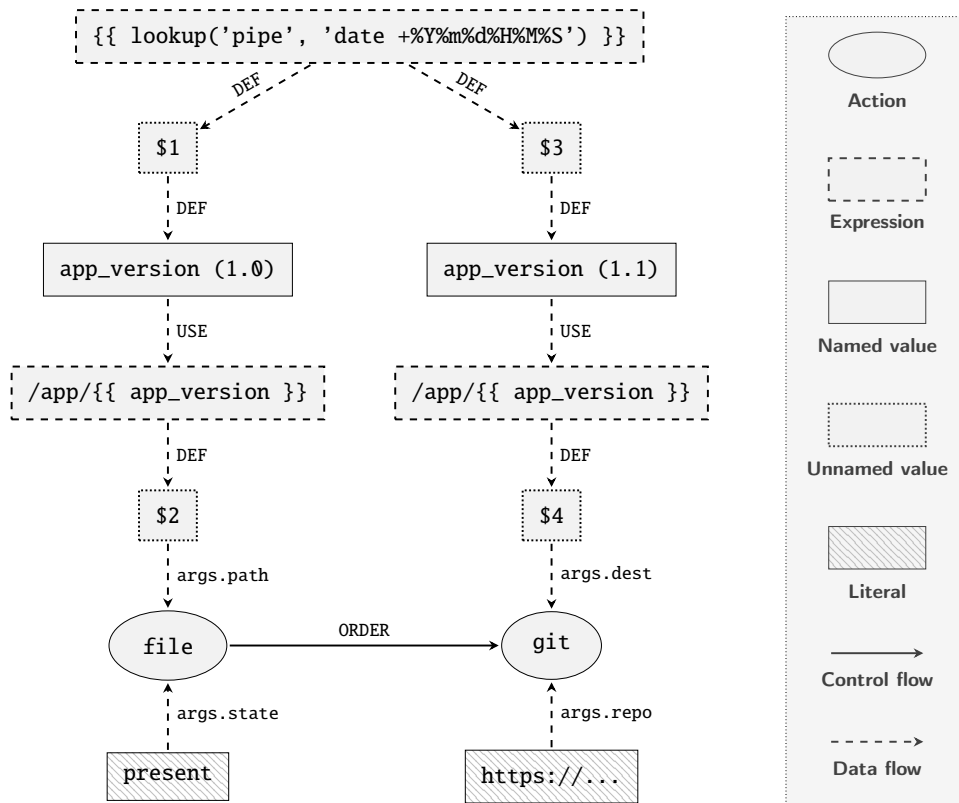 {{ lookup('pipe', 'date +%Y%m%d%H%M%S') }}
DEF
DEF
$1
$3
DEF
DEF
app_version (1.0)
app_version (1.1)
USE
USE
/app/{{ app_version }}
/app/{{ app_version }}
DEF
DEF
$2
$4
args.path
args.dest
file
ORDER
git
args.state
args.repo
present
https://...
Action
Expression
Named value
Unnamed value
Literal
Control flow
Data flow